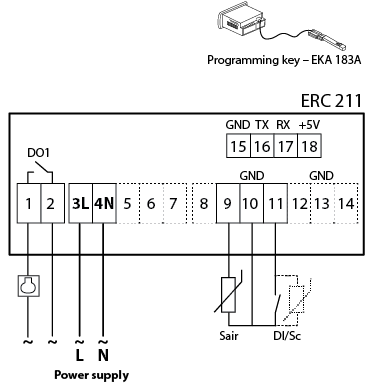 Programming key – EKA 183A
ERC 211
GND TX RX +5V
15 16 17 18
DO1
GND GND
1 2 3L 4N 5 6 7 8 9 10 11 12 13 14
Sair DI/Sc
~ ~ ~ ~
L N
Power supply